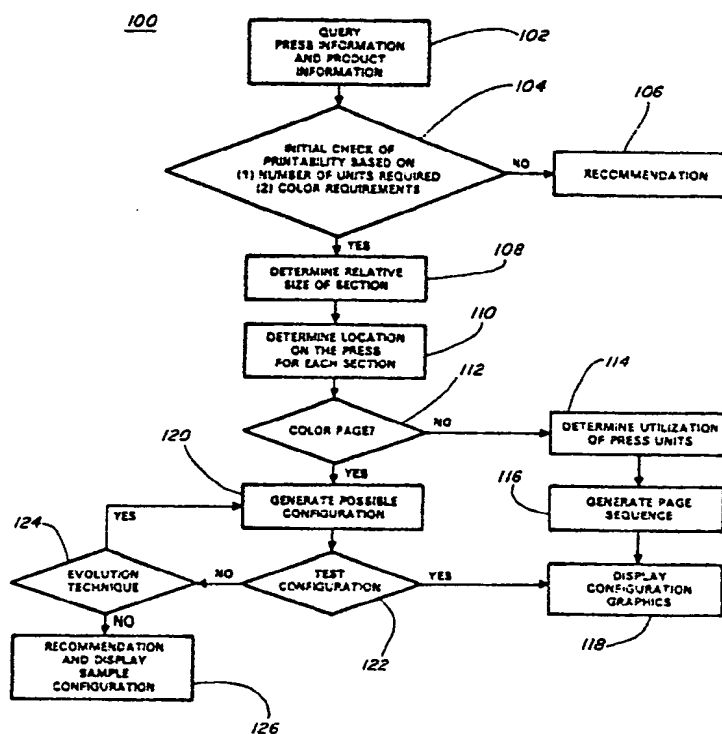 100
QUERY
PRESS INFORMATION
AND PRODUCT
INFORMATION
102
104
INITIAL CHECK OF
PRINTABILITY BASED ON
(1) NUMBER OF UNITS REQUIRED
(2) COLOR REQUIREMENTS
NO
106
RECOMMENDATION
YES
108
DETERMINE RELATIVE
SIZE OF SECTION
110
DETERMINE LOCATION
ON THE PRESS
FOR EACH SECTION
112
COLOR PAGE?
NO
114
DETERMINE UTILIZATION
OF PRESS UNITS
YES
120
GENERATE POSSIBLE
CONFIGURATION
116
GENERATE PAGE
SEQUENCE
YES
124
EVOLUTION
TECHNIQUE
NO
TEST
CONFIGURATION
YES
DISPLAY
CONFIGURATION
GRAPHICS
122
118
NO
RECOMMENDATION
AND DISPLAY
SAMPLE
CONFIGURATION
126